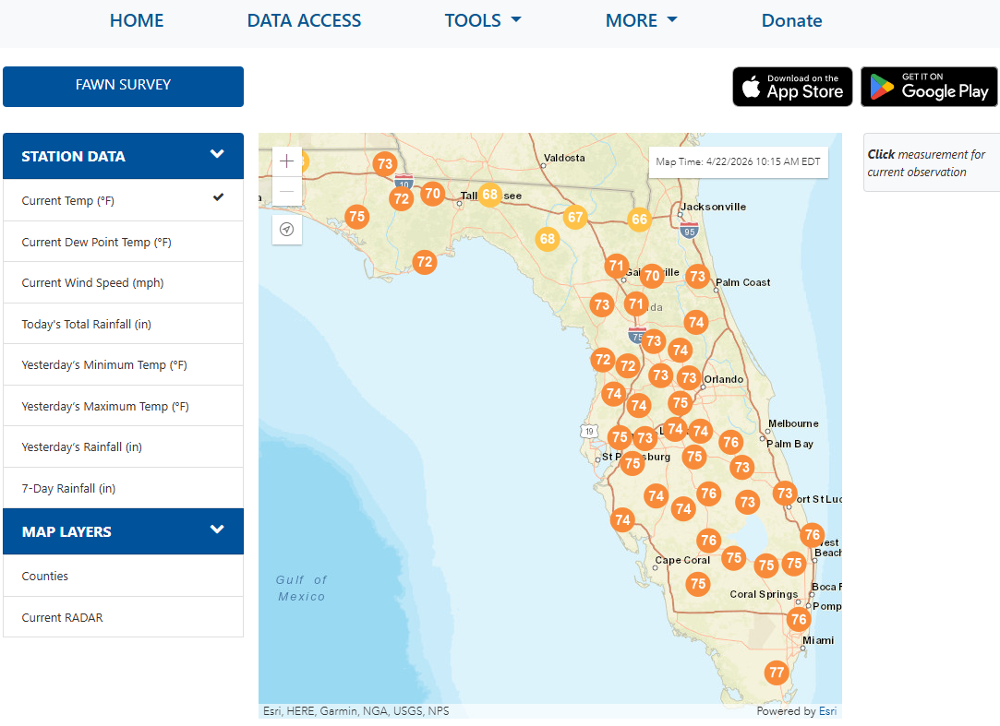 HOME DATA ACCESS TOOLS MORE Donate
FAWN SURVEY
Download on the
App Store
GET IT ON
Google Play
STATION DATA
Current Temp (°F)
Current Dew Point Temp (°F)
Current Wind Speed (mph)
Today's Total Rainfall (in)
Yesterday's Minimum Temp (°F)
Yesterday's Maximum Temp (°F)
Yesterday's Rainfall (in)
7-Day Rainfall (in)
MAP LAYERS
Counties
Current RADAR
+
−
Map Time: 4/22/2026 10:15 AM EDT
Click measurement for
current observation
Valdosta
73
10
70
Tall
68
see
72
75
67
66
Jacksonville
95
68
72
71
Gai
ville
70
73
Palm Coast
73
71
da
74
75
73
74
72
72
73
73
Orlando
74
74
75
19
75
73
L
74
74
Melbourne
76
Palm Bay
St P
sburg
75
75
73
74
76
73
73
ort St Luc
74
74
76
76
est
Beach
75
75
75
Cape Coral
75
Coral Springs
Boca R
Pomp
76
Miami
77
Gulf of
Mexico
Esri, HERE, Garmin, NGA, USGS, NPS
Powered by Esri